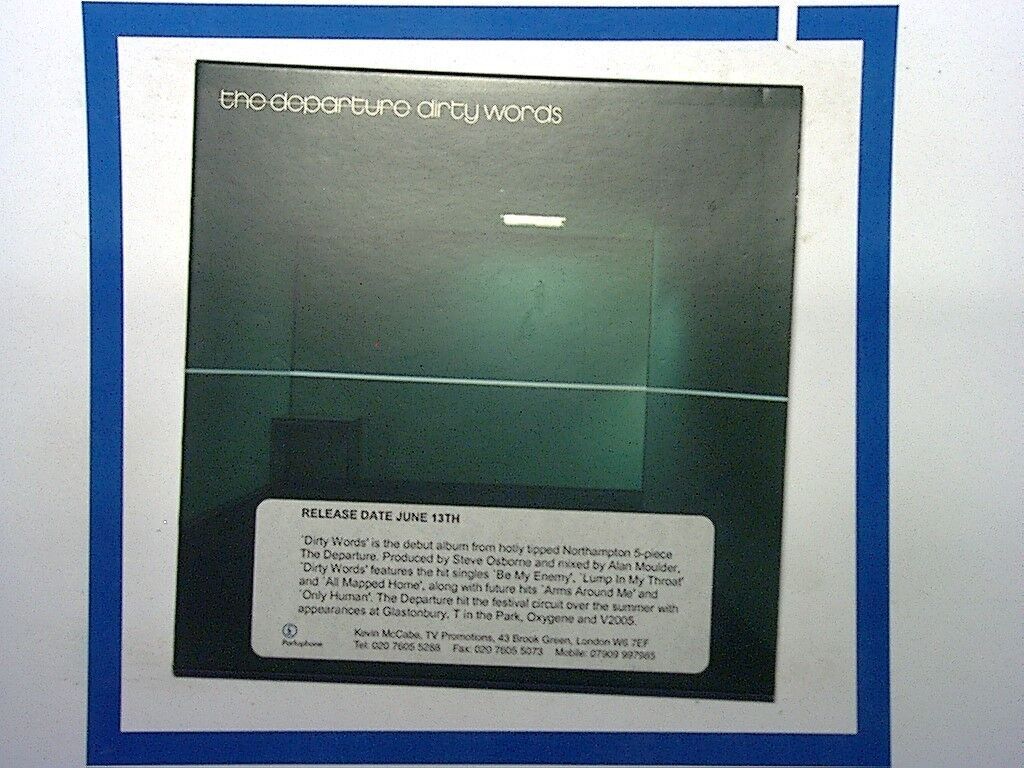 the departure dirty words
RELEASE DATE JUNE 13TH
`Dirty Words' is the debut album from hotly tipped Northampton 5-piece
The Departure. Produced by Steve Osborne and mixed by Alan Moulder,
`Dirty Words' features the hit singles `Be My Enemy', `Lump In My Throat'
and `All Mapped Home', along with future hits `Arms Around Me' and
`Only Human'. The Departure hit the festival circuit over the summer with
appearances at Glastonbury, T in the Park, Oxygene and V2005.
Kevin McCabe, TV Promotions, 43 Brook Green, London W6 7EF
Tel: 020 7605 5288 Fax: 020 7605 5073 Mobile: 07909 997985
Parlophone